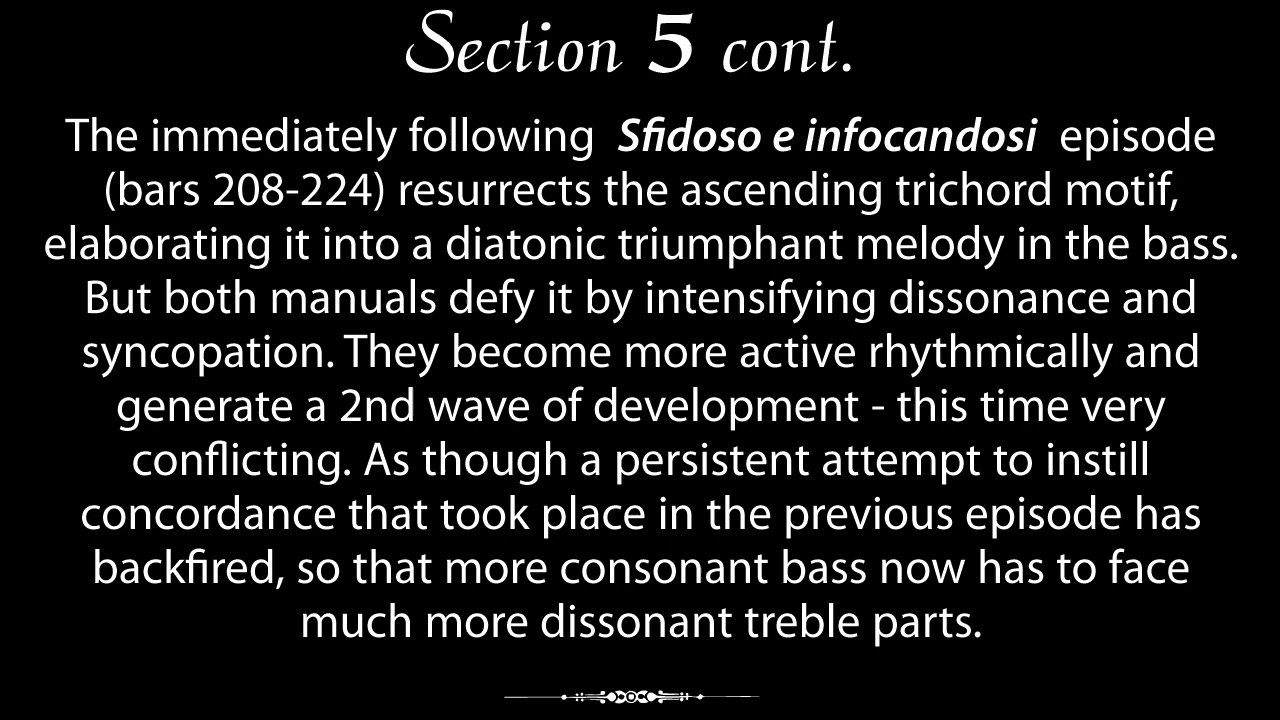 Section 5 cont.
The immediately following Sfidoso e infocandosi episode
(bars 208-224) resurrects the ascending trichord motif,
elaborating it into a diatonic triumphant melody in the bass.
But both manuals defy it by intensifying dissonance and
syncopation. They become more active rhythmically and
generate a 2nd wave of development - this time very
conflicting. As though a persistent attempt to instill
concordance that took place in the previous episode has
backfired, so that more consonant bass now has to face
much more dissonant treble parts.